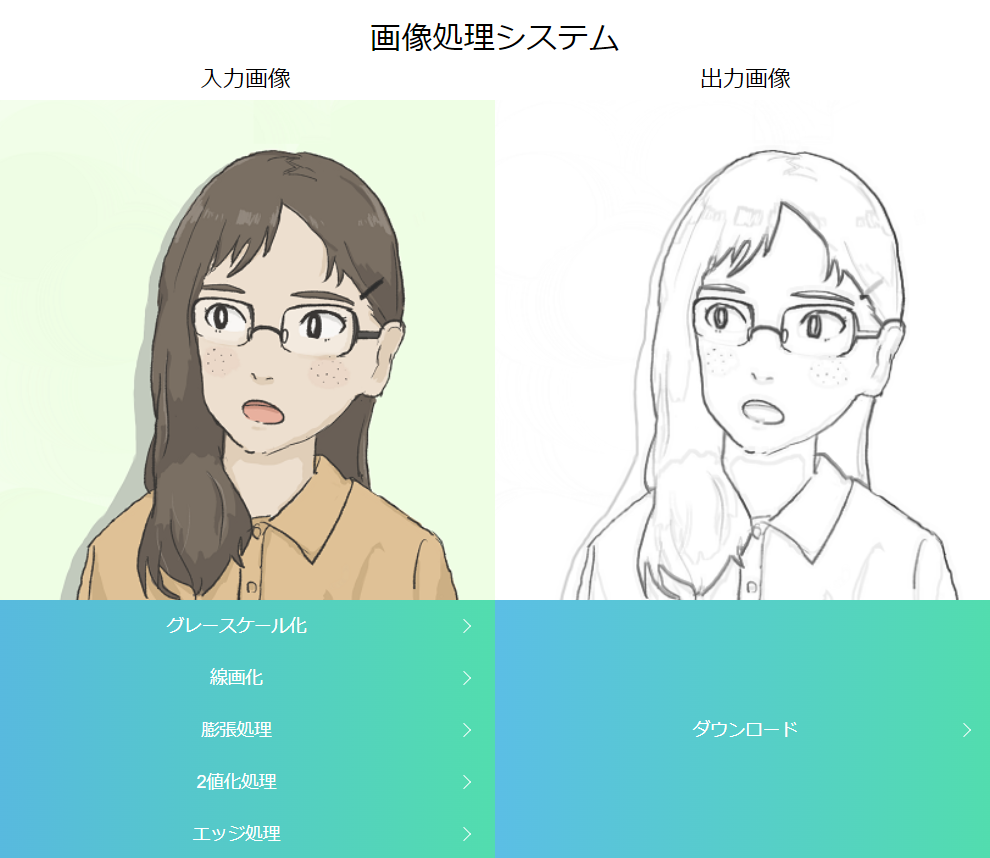 画像処理システム
入力画像
出力画像
グレースケール化
線画化
膨張処理
2値化処理
エッジ処理
ダウンロード